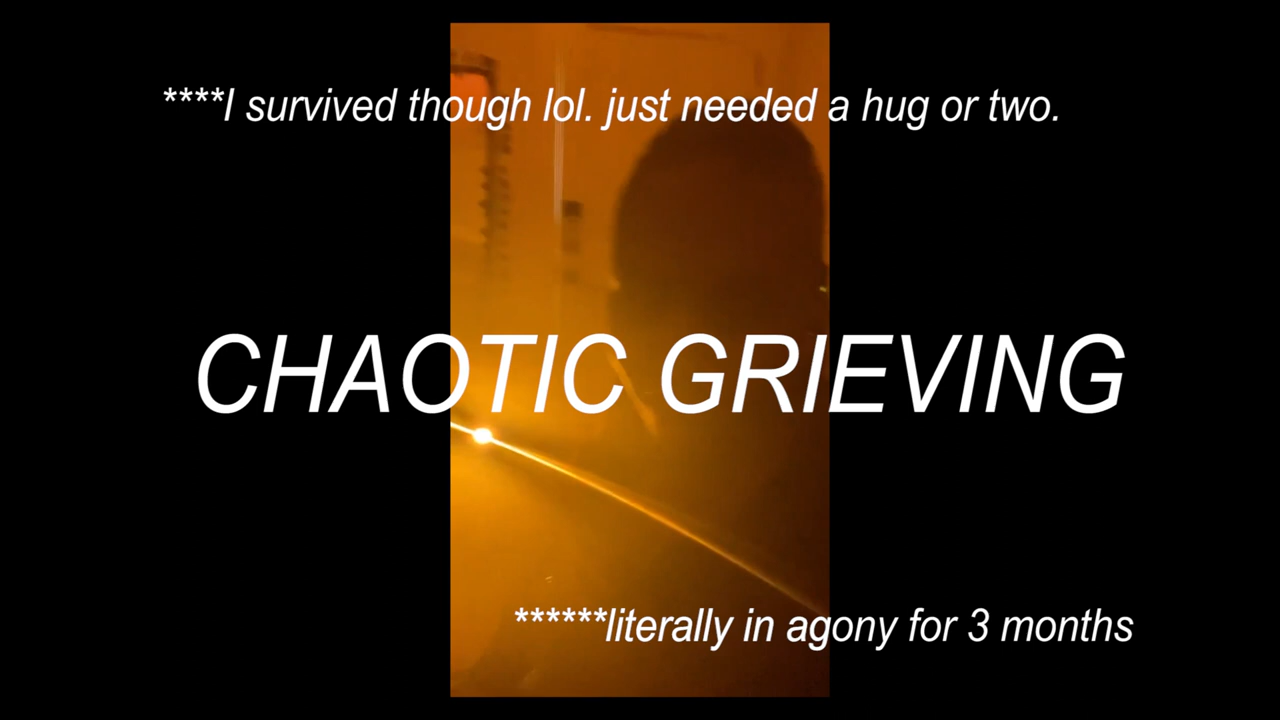 ****I survived though lol. just needed a hug or two.
CHAOTIC GRIEVING
******literally in agony for 3 months